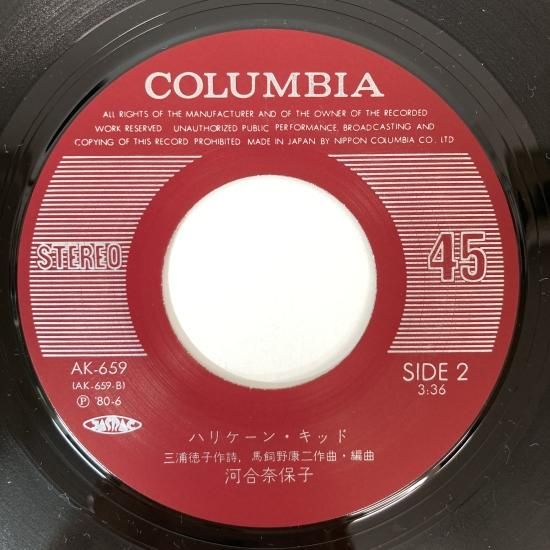 COLUMBIA
ALL RIGHTS OF THE MANUFACTURER AND OF THE OWNER OF THE RECORDED
WORK RESERVED UNAUTHORIZED PUBLIC PERFORMANCE, BROADCASTING AND
COPYING OF THIS RECORD PROHIBITED MADE IN JAPAN BY NIPPON COLUMBIA CO. LTD
STEREO
45
AK-659
(AK-659-B)
Ⓟ '80-6
JASRAC
SIDE 2
3:36
ハリケーン・キッド
三浦徳子作詩, 馬飼野康二作曲・編曲
河合奈保子